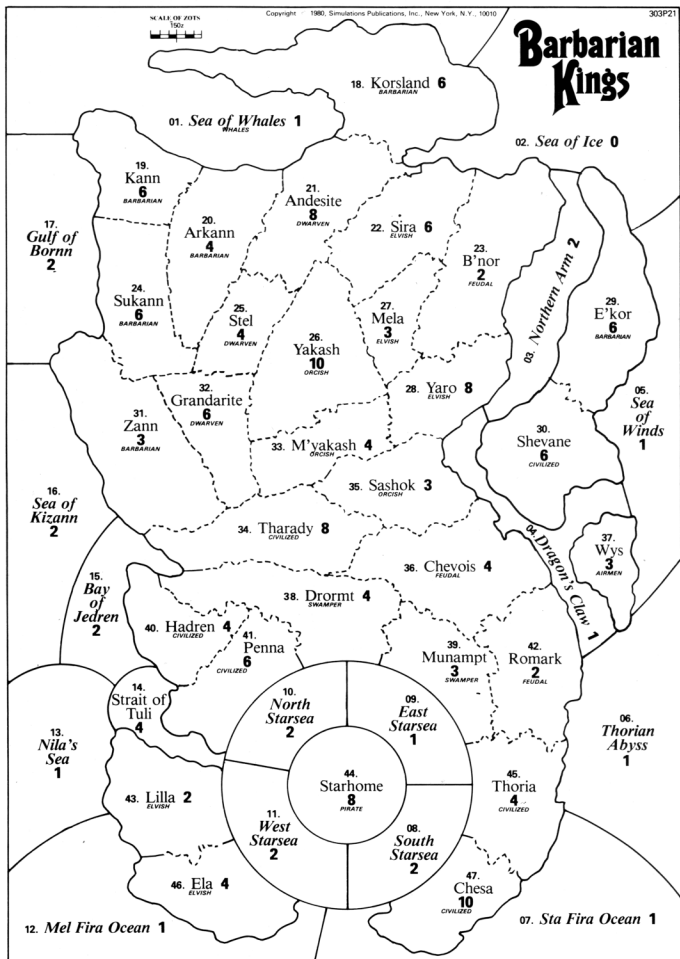 SCALE OF ZOTS
150z
Copyright 1980, Simulations Publications, Inc., New York, N.Y., 10010
303P21
Barbarian
Kings
18. Korsland 6
BARBARIAN
01. Sea of Whales 1
WHALES
02. Sea of Ice 0
19.
Kann
6
BARBARIAN
20.
Arkann
4
BARBARIAN
21.
Andesite
8
DWARVEN
22. Sira 6
ELVISH
23.
B'nor
2
FEUDAL
03. Northern Arm 2
17.
Gulf of
Bornn
2
24.
Sukann
6
BARBARIAN
25.
Stel
4
DWARVEN
26.
Yakash
10
ORCISH
27.
Mela
3
ELVISH
29.
E'kor
6
BARBARIAN
28. Yaro 8
ELVISH
05.
Sea
of
Winds
1
31.
Zann
3
BARBARIAN
32.
Grandarite
6
DWARVEN
30.
Shevane
6
CIVILIZED
33. M'yakash 4
ORCISH
35. Sashok 3
ORCISH
16.
Sea of
Kizann
2
34. Tharady 8
CIVILIZED
04. Dragon's Claw 1
37.
Wys
3
AIRMEN
36. Chevois 4
FEUDAL
15.
Bay
of
Jedren
2
38. Drormt 4
SWAMPER
40. Hadren 4
CIVILIZED
41.
Penna
6
CIVILIZED
39.
Munampt
3
SWAMPER
42.
Romark
2
FEUDAL
14.
Strait of
Tuli
4
10.
North
Starsea
2
09.
East
Starsea
1
13.
Nila's
Sea
1
06.
Thorian
Abyss
1
44.
Starhome
8
PIRATE
45.
Thoria
4
CIVILIZED
43. Lilla 2
ELVISH
11.
West
Starsea
2
08.
South
Starsea
2
46. Ela 4
ELVISH
47.
Chesa
10
CIVILIZED
12. Mel Fira Ocean 1
07. Sta Fira Ocean 1